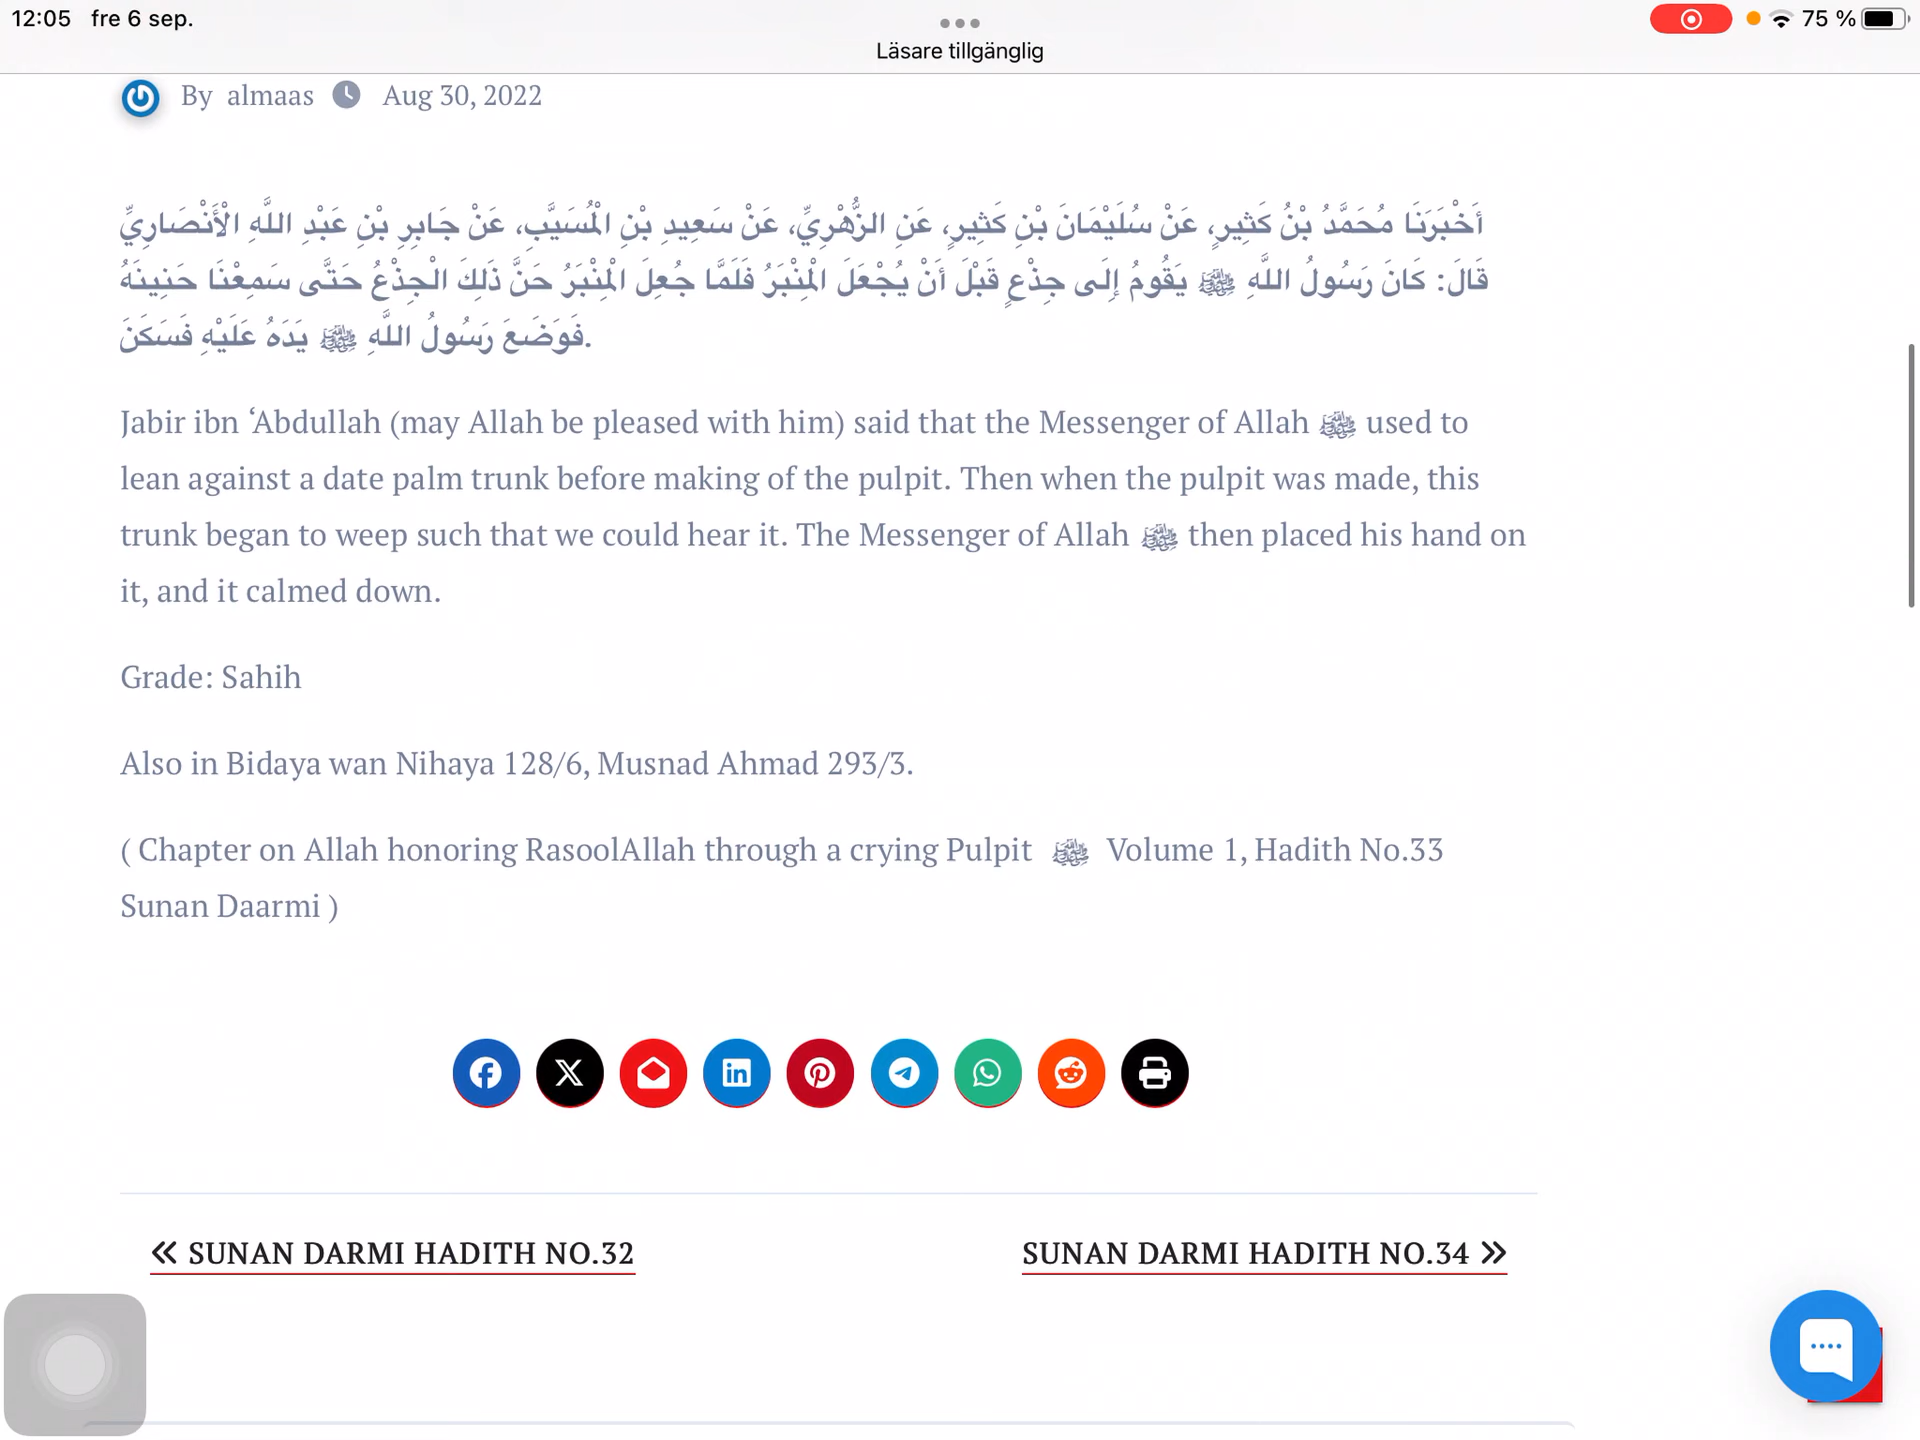 12:05 fre 6 sep.
75 %
Läsare tillgänglig
By almaas Aug 30, 2022
أَخْبَرَنَا مُحَمَّدُ بْنُ كَثِيرٍ، عَنْ سُلَيْمَانَ بْنِ كَثِيرٍ، عَنِ الزُّهْرِيِّ، عَنْ سَعِيدِ بْنِ الْمُسَيَّبِ، عَنْ جَابِرِ بْنِ عَبْدِ اللَّهِ الْأَنْصَارِيِّ
قَالَ: كَانَ رَسُولُ اللَّهِ ﷺ يَقُومُ إِلَى جِذْعٍ قَبْلَ أَنْ يُجْعَلَ الْمِنْبَرُ فَلَمَّا جُعِلَ الْمِنْبَرُ حَنَّ ذَلِكَ الْجِذْعُ حَتَّى سَمِعْنَا حَنِينَهُ
فَوَضَعَ رَسُولُ اللَّهِ ﷺ يَدَهُ عَلَيْهِ فَسَكَنَ.
Jabir ibn ‘Abdullah (may Allah be pleased with him) said that the Messenger of Allah ﷺ used to
lean against a date palm trunk before making of the pulpit. Then when the pulpit was made, this
trunk began to weep such that we could hear it. The Messenger of Allah ﷺ then placed his hand on
it, and it calmed down.
Grade: Sahih
Also in Bidaya wan Nihaya 128/6, Musnad Ahmad 293/3.
( Chapter on Allah honoring RasoolAllah through a crying Pulpit ﷺ Volume 1, Hadith No.33
Sunan Daarmi )
« SUNAN DARMI HADITH NO.32
SUNAN DARMI HADITH NO.34 »